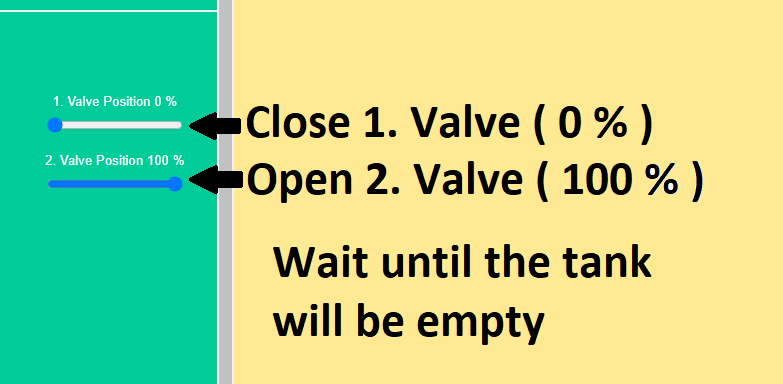 1. Valve Position 0 %
Close 1. Valve ( 0 % )
2. Valve Position 100 %
Open 2. Valve ( 100 % )
Wait until the tank
will be empty